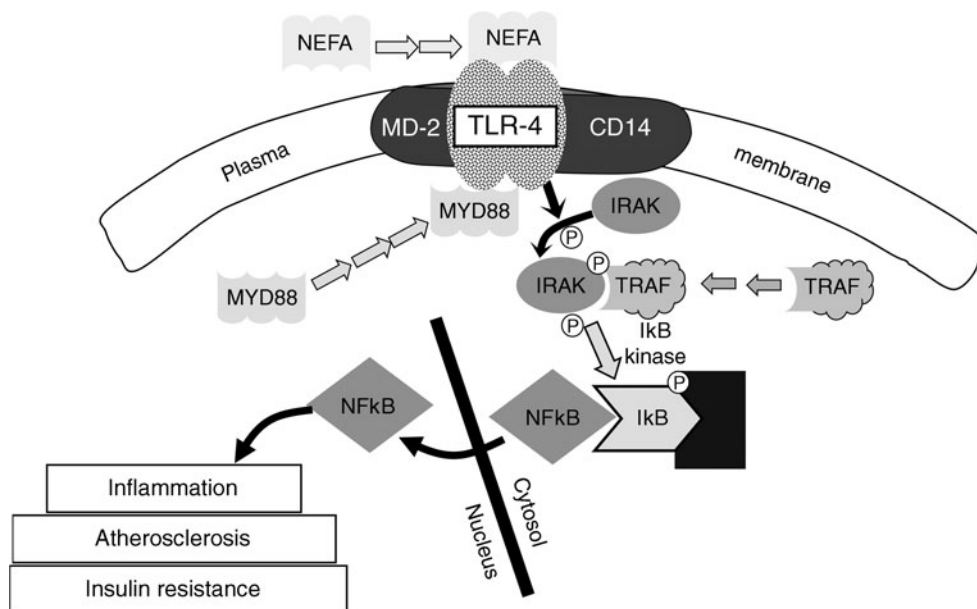 NEFA
NEFA
MD-2
TLR-4
CD14
Plasma
membrane
MYD88
IRAK
P
MYD88
IRAK
P
TRAF
TRAF
P
IkB
kinase
NFkB
NFkB
IkB
P
Cytosol
Nucleus
Inflammation
Atherosclerosis
Insulin resistance